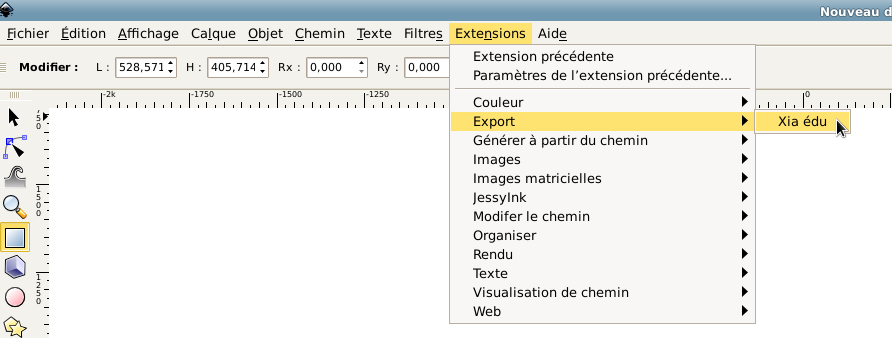 Nouveau d
Fichier Édition Affichage Calque Objet Chemin Texte Filtres Extensions Aide
Modifier : L : 528,571 H : 405,714 Rx : 0,000 Ry : 0,000
Extension précédente
Paramètres de l’extension précédente...
-2k -1750 -1500 -1250 0
Couleur
Export Xia édu
Générer à partir du chemin
Images
Images matricielles
JessyInk
Modifer le chemin
Organiser
Rendu
Texte
Visualisation de chemin
Web
1500
1250